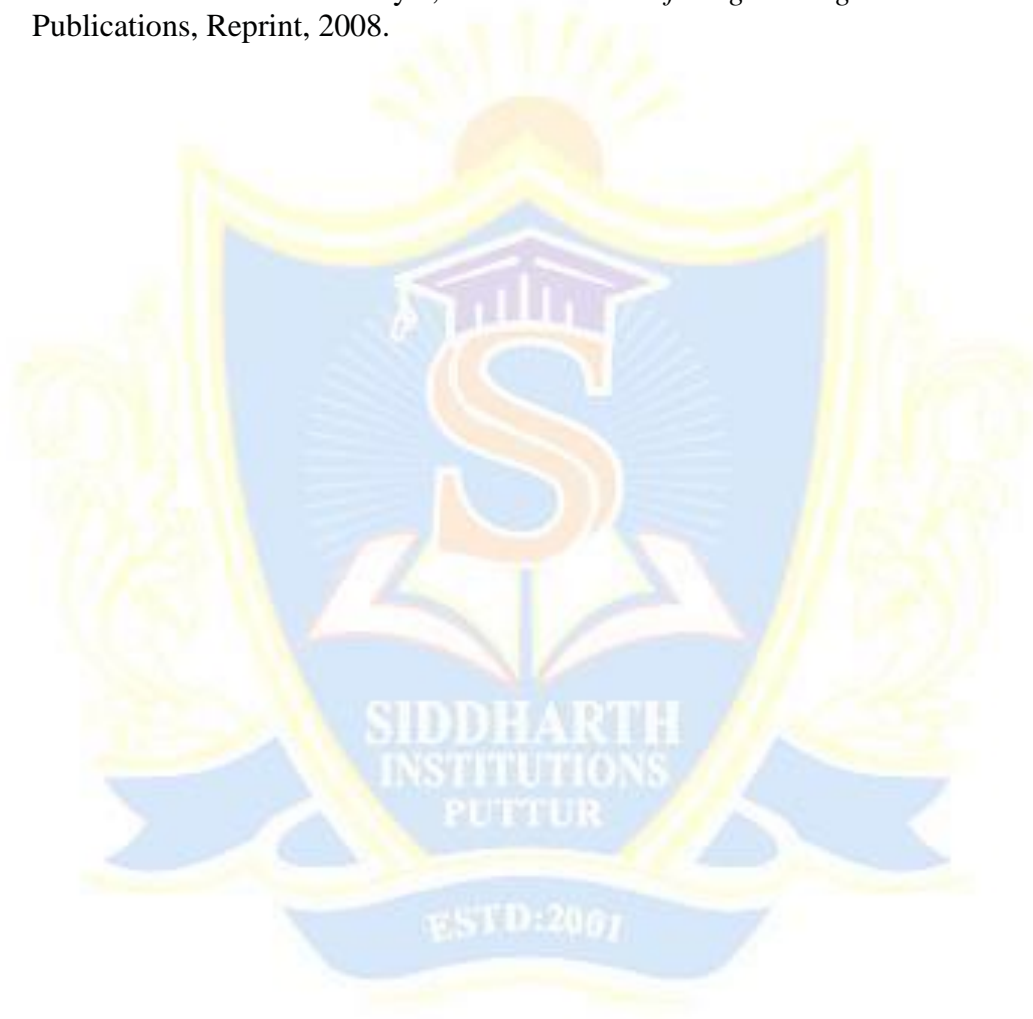 Publications, Reprint, 2008.
S
SIDDHARTH
INSTITUTIONS
PUTTUR
ESTD:2001